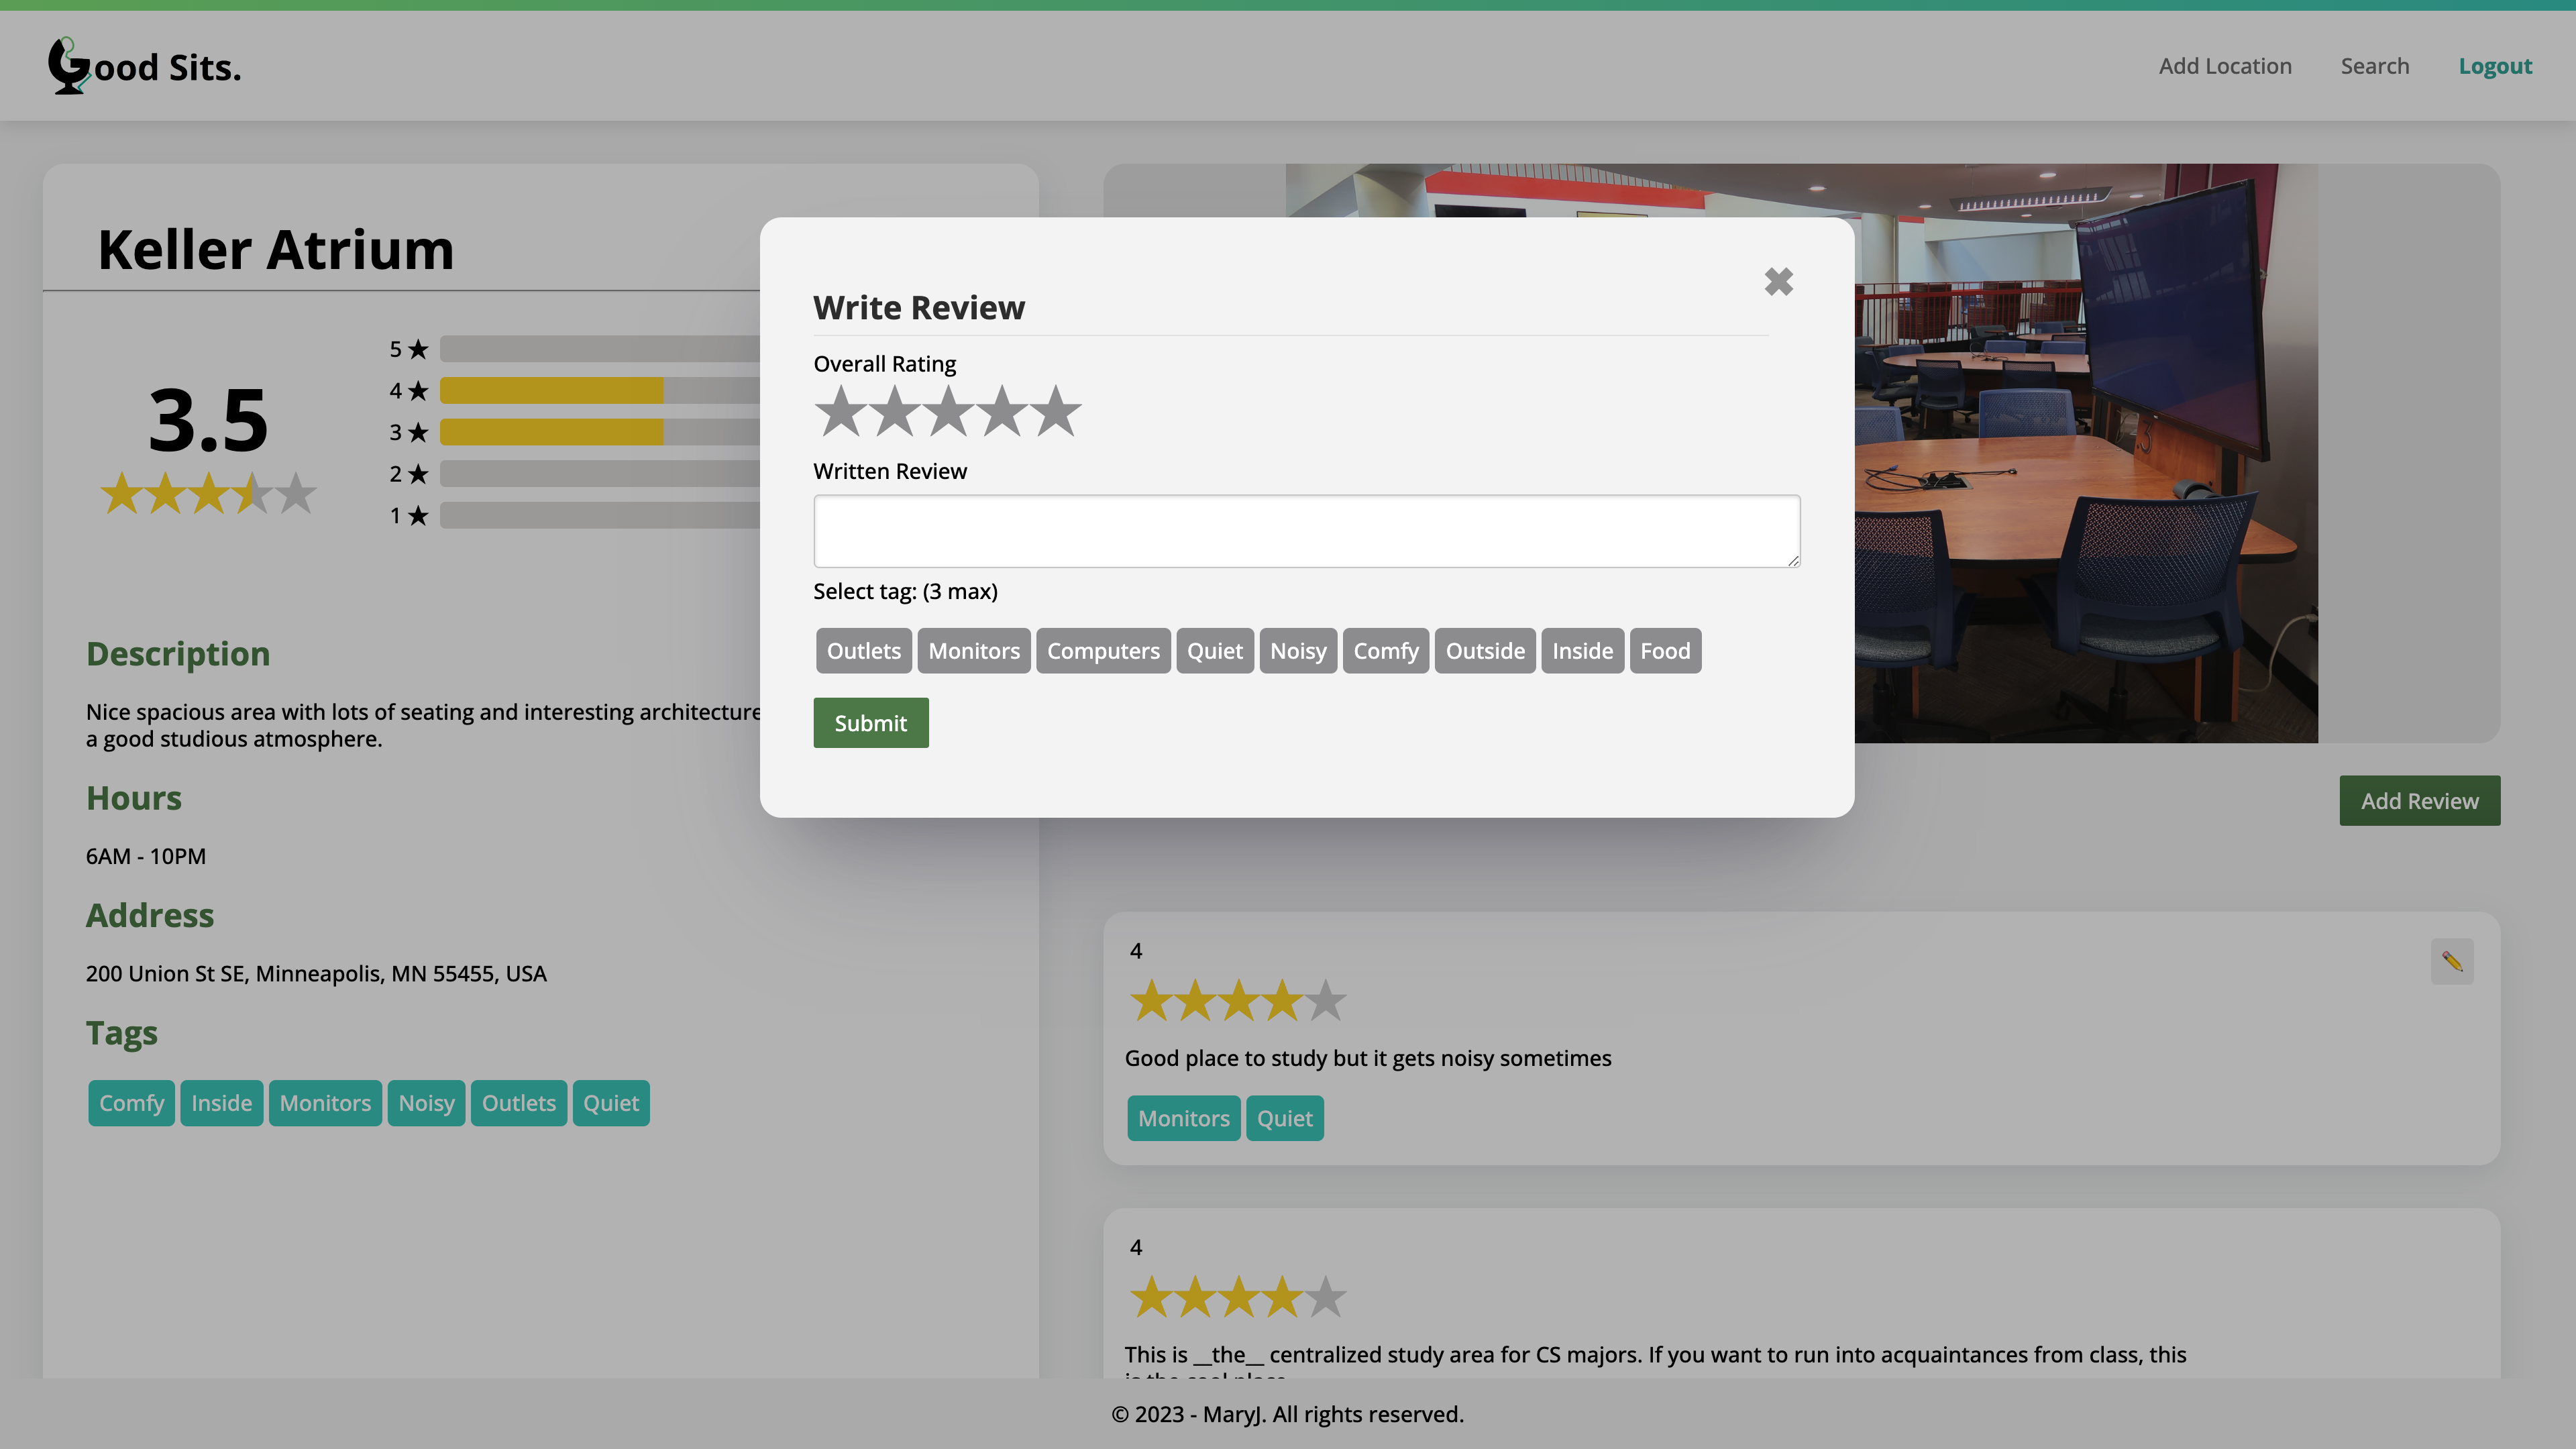 Good Sits.
Add Location
Search
Logout
Keller Atrium
3.5
5 ★
4 ★
3 ★
2 ★
1 ★
Description
Nice spacious area with lots of seating and interesting architecture
a good studious atmosphere.
Hours
6AM - 10PM
Address
200 Union St SE, Minneapolis, MN 55455, USA
Tags
Comfy
Inside
Monitors
Noisy
Outlets
Quiet
Write Review
Overall Rating
Written Review
Select tag: (3 max)
Outlets
Monitors
Computers
Quiet
Noisy
Comfy
Outside
Inside
Food
Submit
Add Review
4
Good place to study but it gets noisy sometimes
Monitors
Quiet
4
This is __the__ centralized study area for CS majors. If you want to run into acquaintances from class, this
is the cool place
© 2023 - MaryJ. All rights reserved.